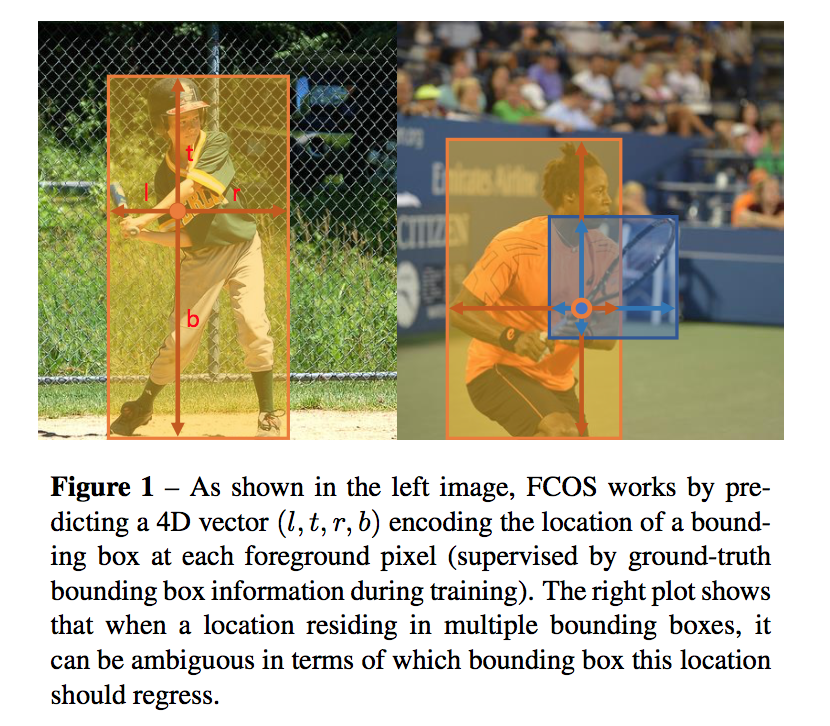 t
l
r
b
Emirates Airline
CITIZEN
Figure 1 – As shown in the left image, FCOS works by pre-
dicting a 4D vector (l, t, r, b) encoding the location of a bound-
ing box at each foreground pixel (supervised by ground-truth
bounding box information during training). The right plot shows
that when a location residing in multiple bounding boxes, it
can be ambiguous in terms of which bounding box this location
should regress.